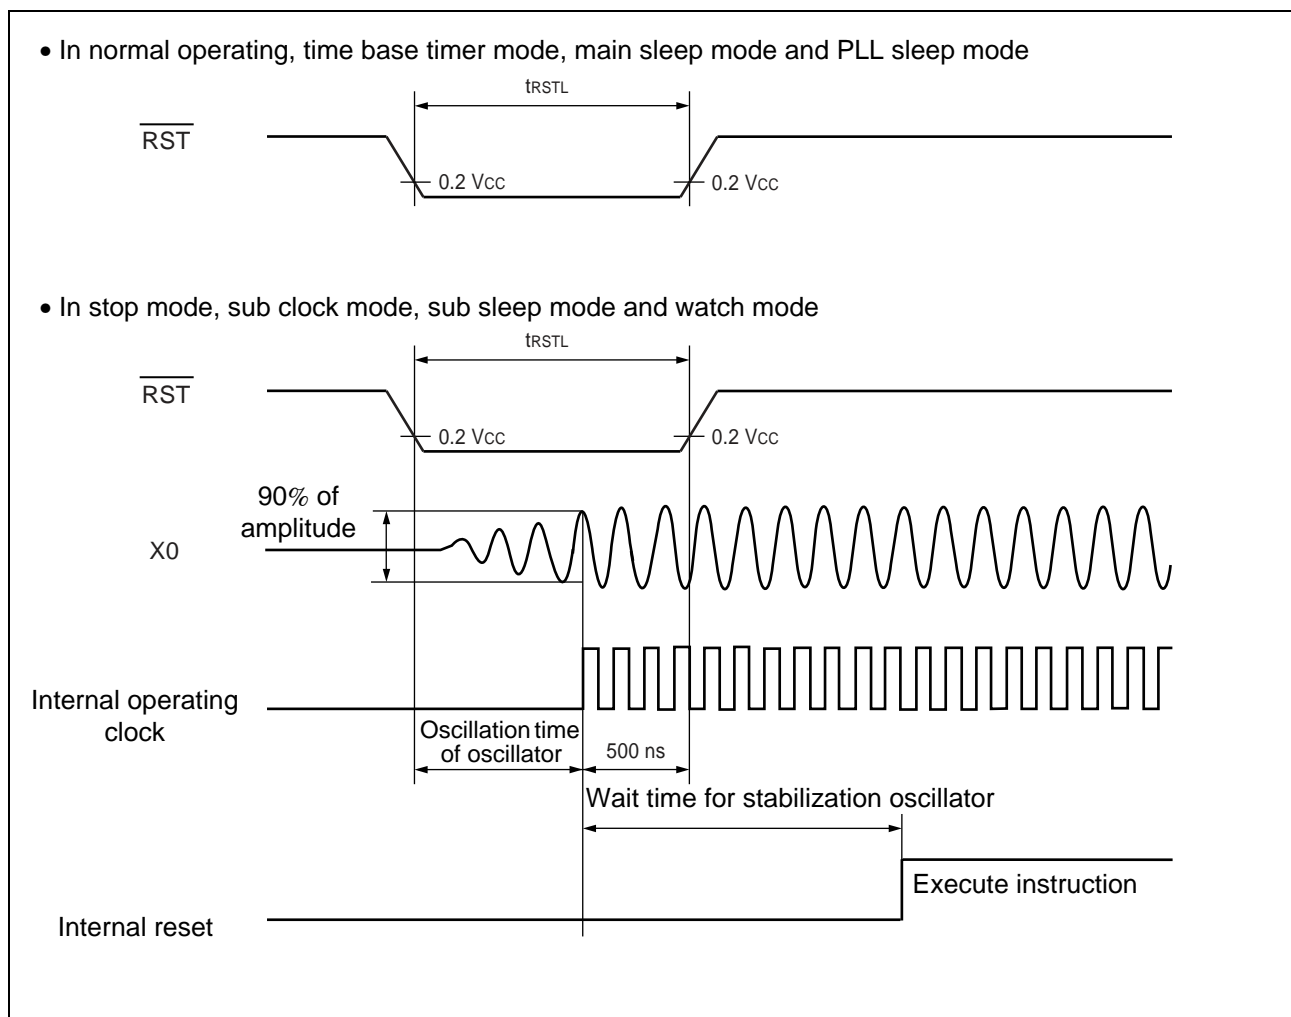 • In normal operating, time base timer mode, main sleep mode and PLL sleep mode
tRSTL
RST
0.2 VCC
0.2 VCC
• In stop mode, sub clock mode, sub sleep mode and watch mode
tRSTL
RST
0.2 VCC
0.2 VCC
90% of
amplitude
X0
Internal operating
clock
Oscillation time
of oscillator
500 ns
Wait time for stabilization oscillator
Execute instruction
Internal reset